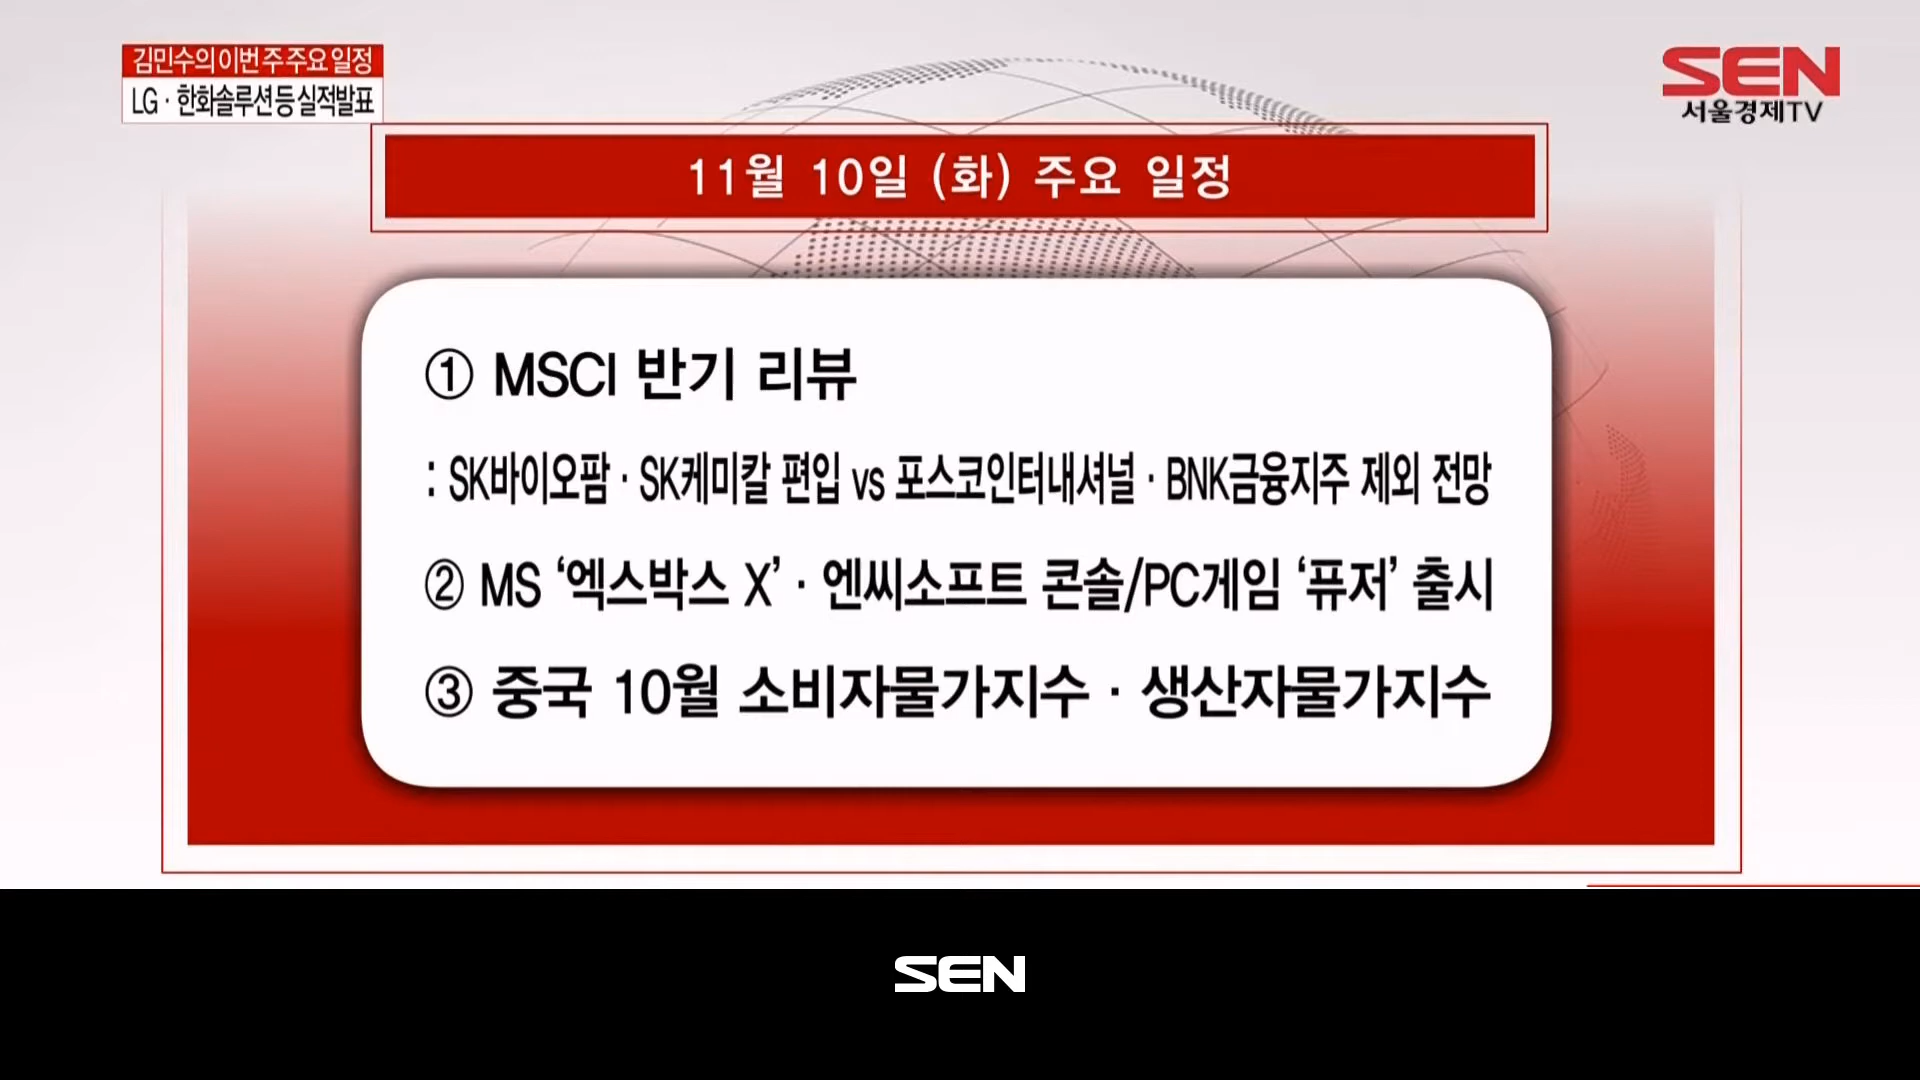 김민수의 이번 주 주요 일정
LG · 한화솔루션 등 실적발표
SEN
서울경제TV
11월 10일 (화) 주요 일정
① MSCI 반기 리뷰
: SK바이오팜 · SK케미칼 편입 vs 포스코인터내셔널 · BNK금융지주 제외 전망
② MS ‘엑스박스 X’ · 엔씨소프트 콘솔/PC게임 ‘퓨저’ 출시
③ 중국 10월 소비자물가지수 · 생산자물가지수
SEN